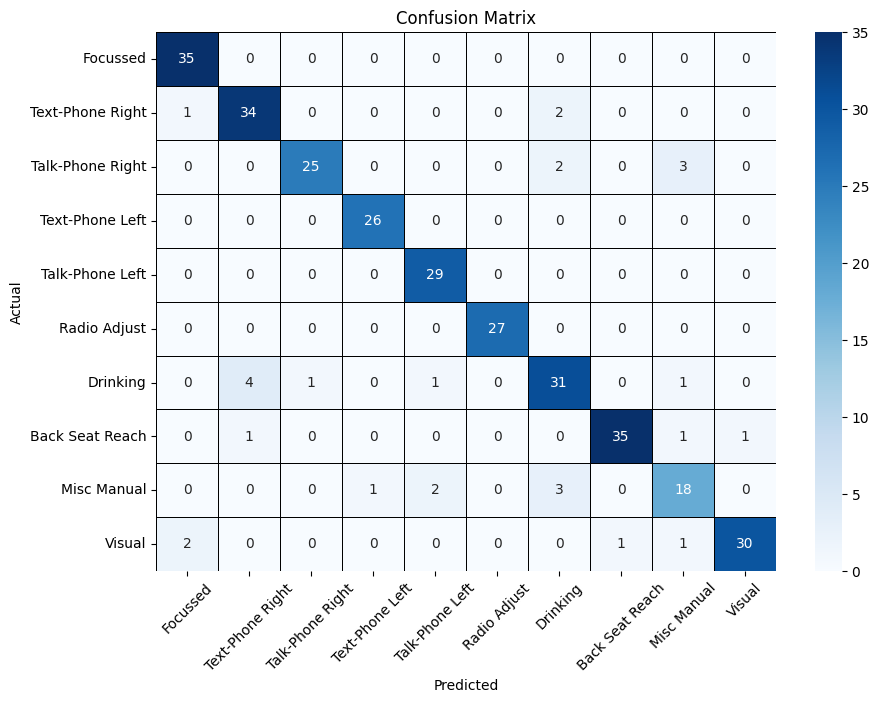 Confusion Matrix
Focussed 35 0 0 0 0 0 0 0 0 0
Text-Phone Right 1 34 0 0 0 0 2 0 0 0
Talk-Phone Right 0 0 25 0 0 0 2 0 3 0
Text-Phone Left 0 0 0 26 0 0 0 0 0 0
Talk-Phone Left 0 0 0 0 29 0 0 0 0 0
Radio Adjust 0 0 0 0 0 27 0 0 0 0
Drinking 0 4 1 0 1 0 31 0 1 0
Back Seat Reach 0 1 0 0 0 0 0 35 1 1
Misc Manual 0 0 0 1 2 0 3 0 18 0
Visual 2 0 0 0 0 0 0 1 1 30
Actual
Focussed Text-Phone Right Talk-Phone Right Text-Phone Left Talk-Phone Left Radio Adjust Drinking Back Seat Reach Misc Manual Visual
Predicted
35
30
25
20
15
10
5
0